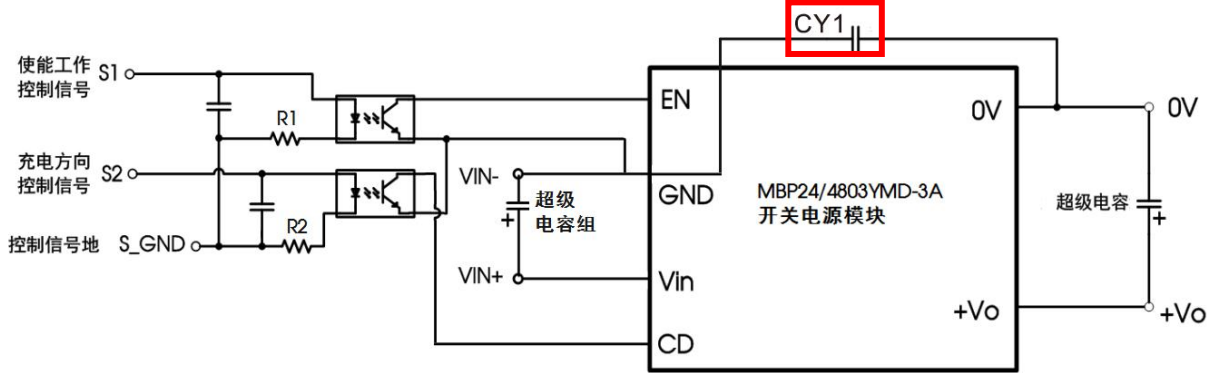 CY1
使能工作
控制信号
S1
EN
0V
0V
R1
充电方向
控制信号
S2
VIN-
超级
电容组
+
GND
MBP24/4803YMD-3A
开关电源模块
超级电容
+
R2
控制信号地 S_GND
VIN+
Vin
+Vo
+Vo
CD